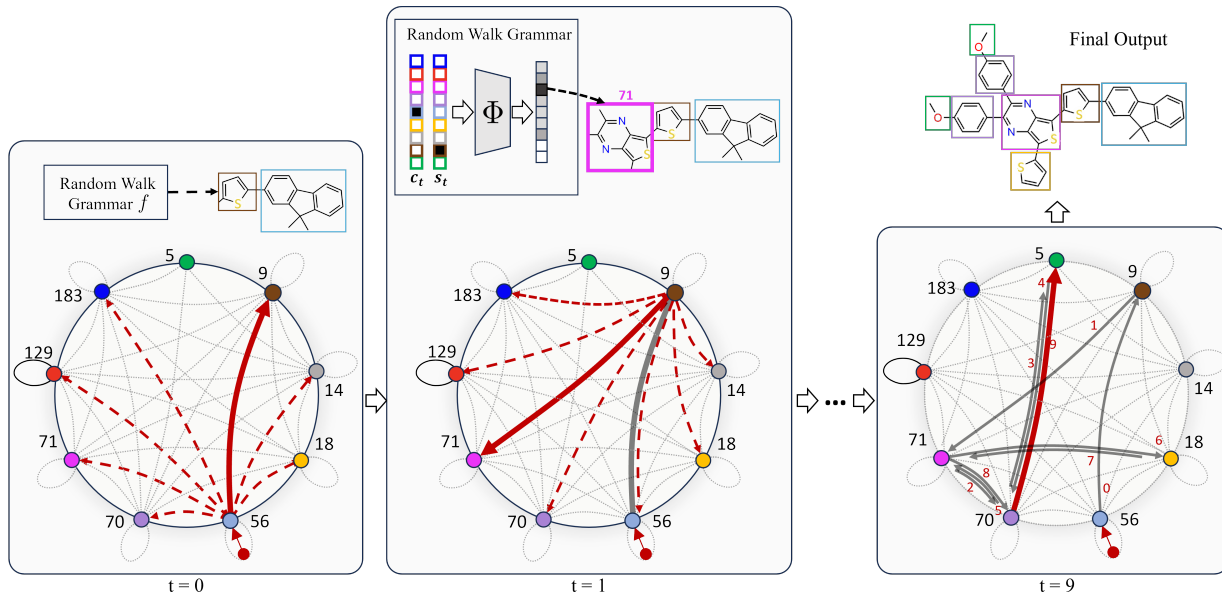 Random Walk
Grammar f
S
5
9
14
18
56
70
71
129
183
t = 0
Random Walk Grammar
Φ
c_t s_t
71
N
N
S
S
5
9
14
18
56
70
71
129
183
t = 1
...
Final Output
O
O
N
N
S
S
S
5
9
14
18
56
70
71
129
183
0
1
2
3
4
5
6
7
8
9
t = 9